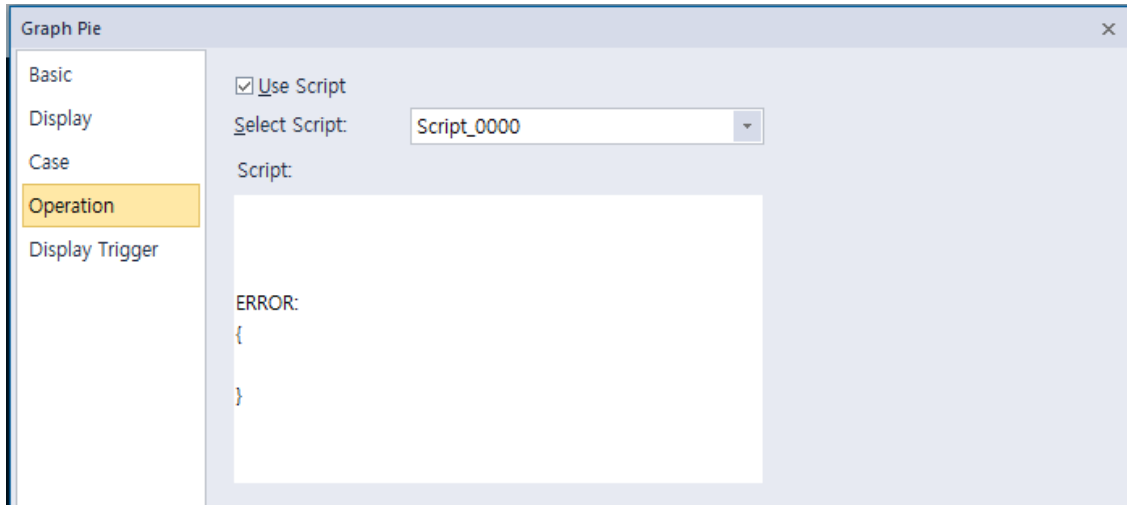 Graph Pie
Basic
Display
Case
Operation
Display Trigger
Use Script
Select Script: Script_0000
Script:
ERROR:
{
}